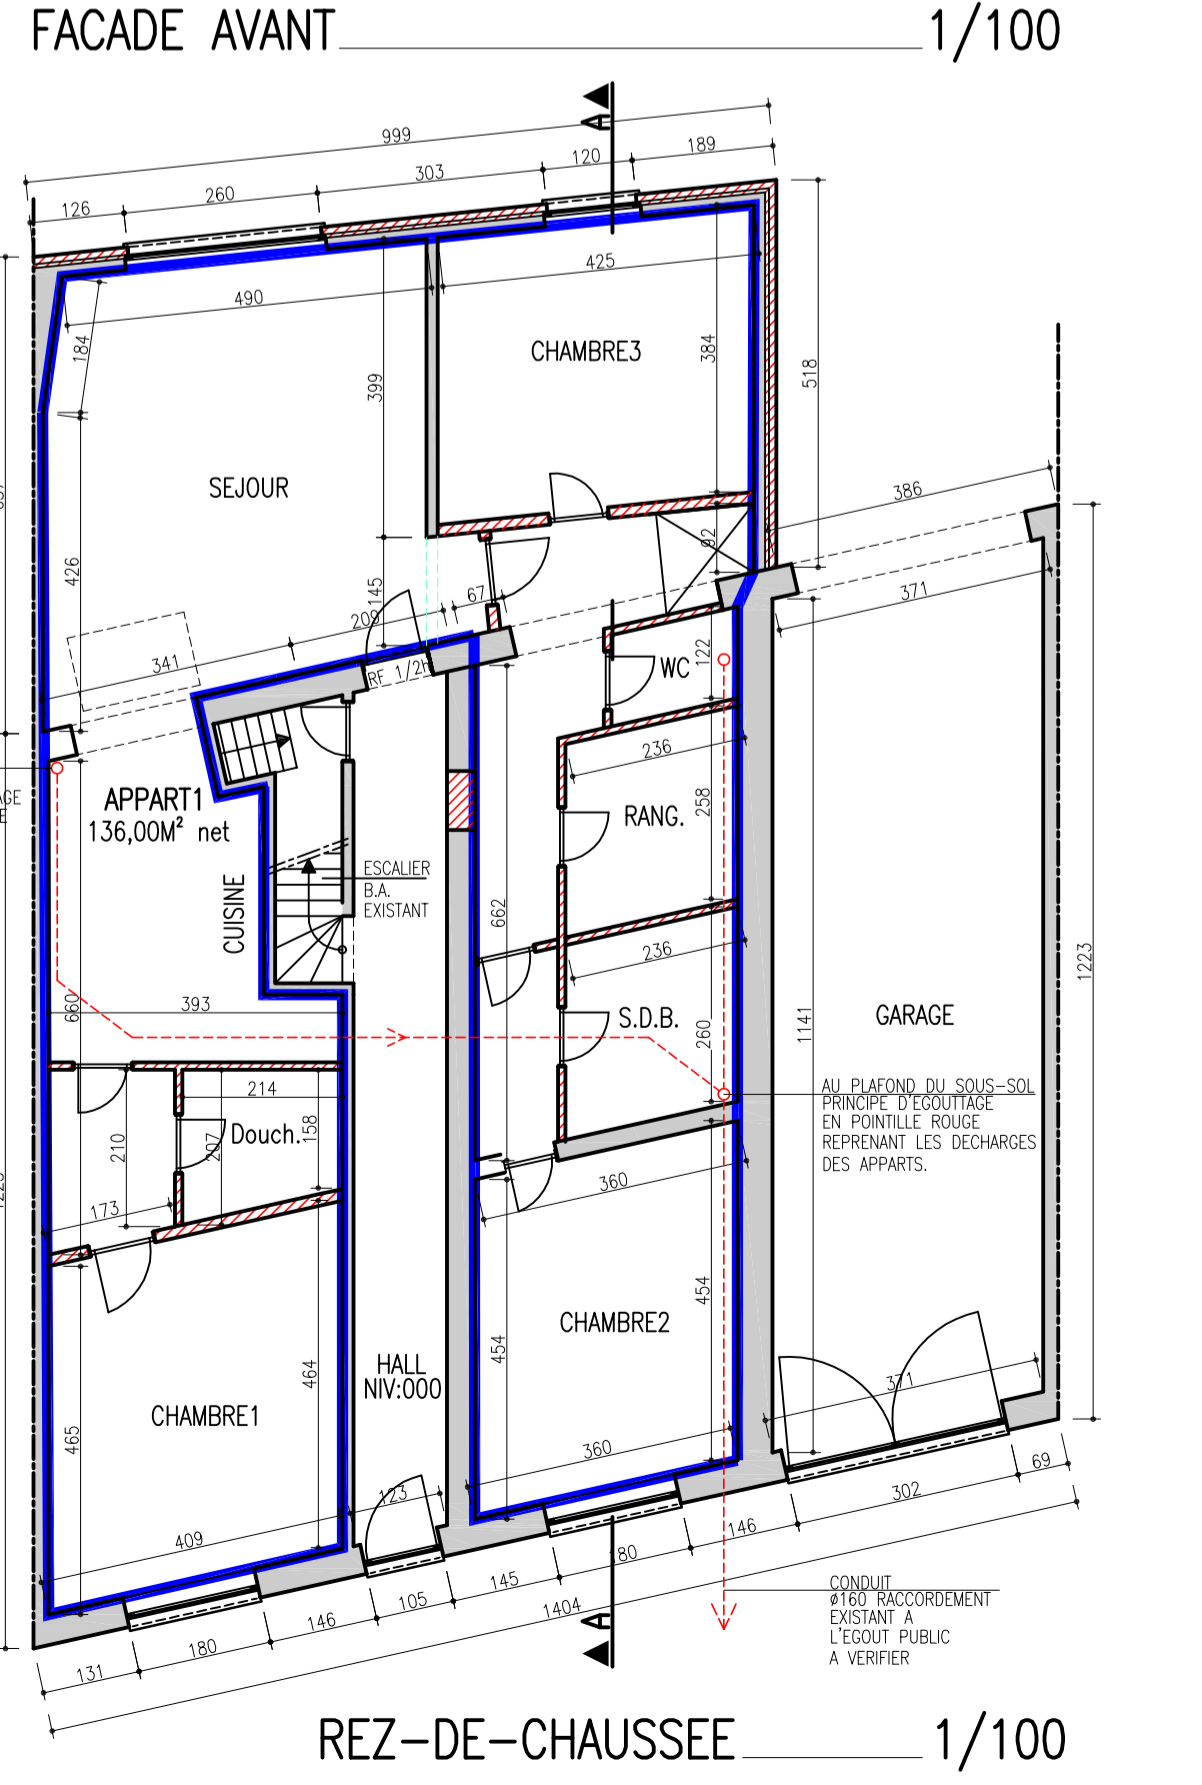 FACADE AVANT 1/100
A
999
126 260 303 120 189
490
425
184
399
384
518
CHAMBRE3
SEJOUR
386
371
426
92
145
67
209
341
RF 1/2h
WC
122
236
APPART1
136,00M² net
RANG.
258
CUISINE
ESCALIER
B.A.
EXISTANT
662
236
S.D.B.
260
1141
1223
GARAGE
660
393
214
210
207
Douch.
158
173
AU PLAFOND DU SOUS-SOL
PRINCIPE D'EGOUTTAGE
EN POINTILLE ROUGE
REPRENANT LES DECHARGES
DES APPARTS.
360
CHAMBRE2
454
454
HALL
NIV:000
CHAMBRE1
465
464
371
360
123
409
69
302
146
180
145
105
146
180
131
1404
A
CONDUIT
ø160 RACCORDEMENT
EXISTANT A
L'EGOUT PUBLIC
A VERIFIER
REZ-DE-CHAUSSEE 1/100